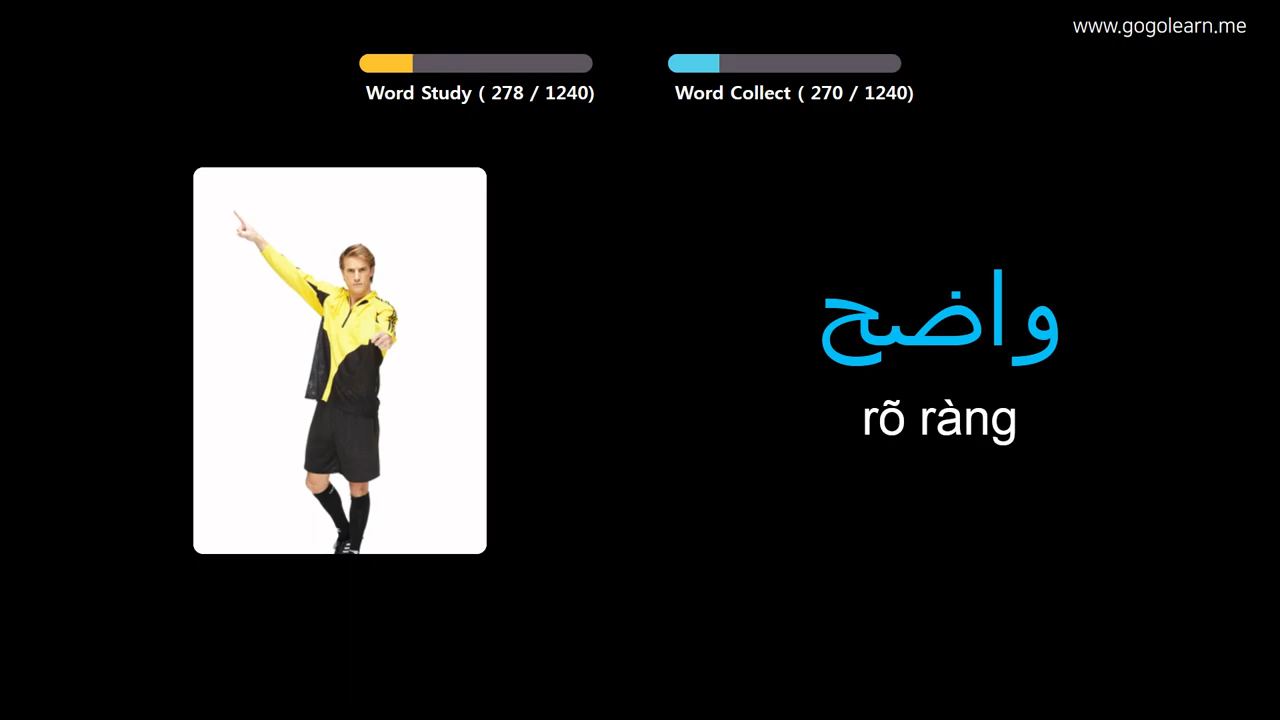 www.gogolearn.me
Word Study ( 278 / 1240)
Word Collect ( 270 / 1240)
واضح
rõ ràng